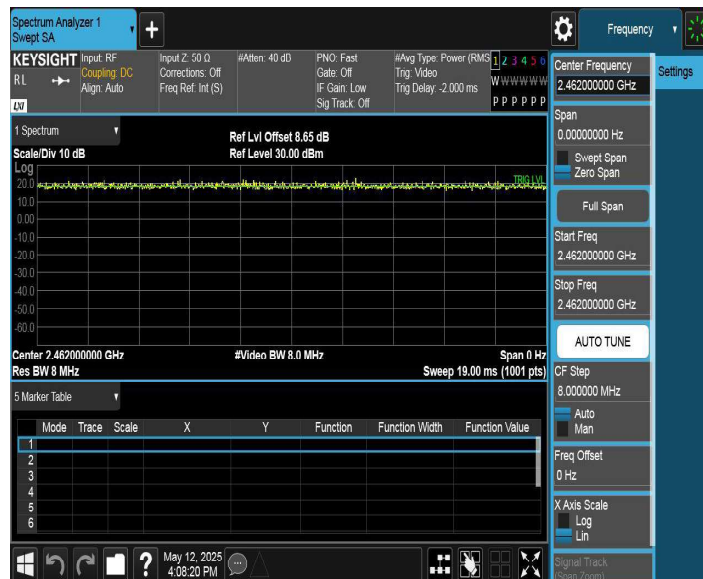 Spectrum Analyzer 1
Swept SA
+
Frequency
KEYSIGHT
RL
LXI
Input: RF
Coupling: DC
Align: Auto
Input Z: 50 Ω
Corrections: Off
Freq Ref: Int (S)
#Atten: 40 dB
PNO: Fast
Gate: Off
IF Gain: Low
Sig Track: Off
#Avg Type: Power (RMS
Trig: Video
Trig Delay: -2.000 ms
1 2 3 4 5 6
W W W W W W
P P P P P P
1 Spectrum
Scale/Div 10 dB
Ref Lvl Offset 8.65 dB
Ref Level 30.00 dBm
Log
20.0
10.0
0.00
-10.0
-20.0
-30.0
-40.0
-50.0
-60.0
TRIG LVL
Center 2.462000000 GHz
#Video BW 8.0 MHz
Span 0 Hz
Res BW 8 MHz
Sweep 19.00 ms (1001 pts)
5 Marker Table
Mode Trace Scale X Y Function Function Width Function Value
1
2
3
4
5
6
?
May 12, 2025
4:08:20 PM
Center Frequency
2.462000000 GHz
Settings
Span
0.00000000 Hz
Swept Span
Zero Span
Full Span
Start Freq
2.462000000 GHz
Stop Freq
2.462000000 GHz
AUTO TUNE
CF Step
8.000000 MHz
Auto
Man
Freq Offset
0 Hz
X Axis Scale
Log
Lin
Signal Track
(Span Zoom)